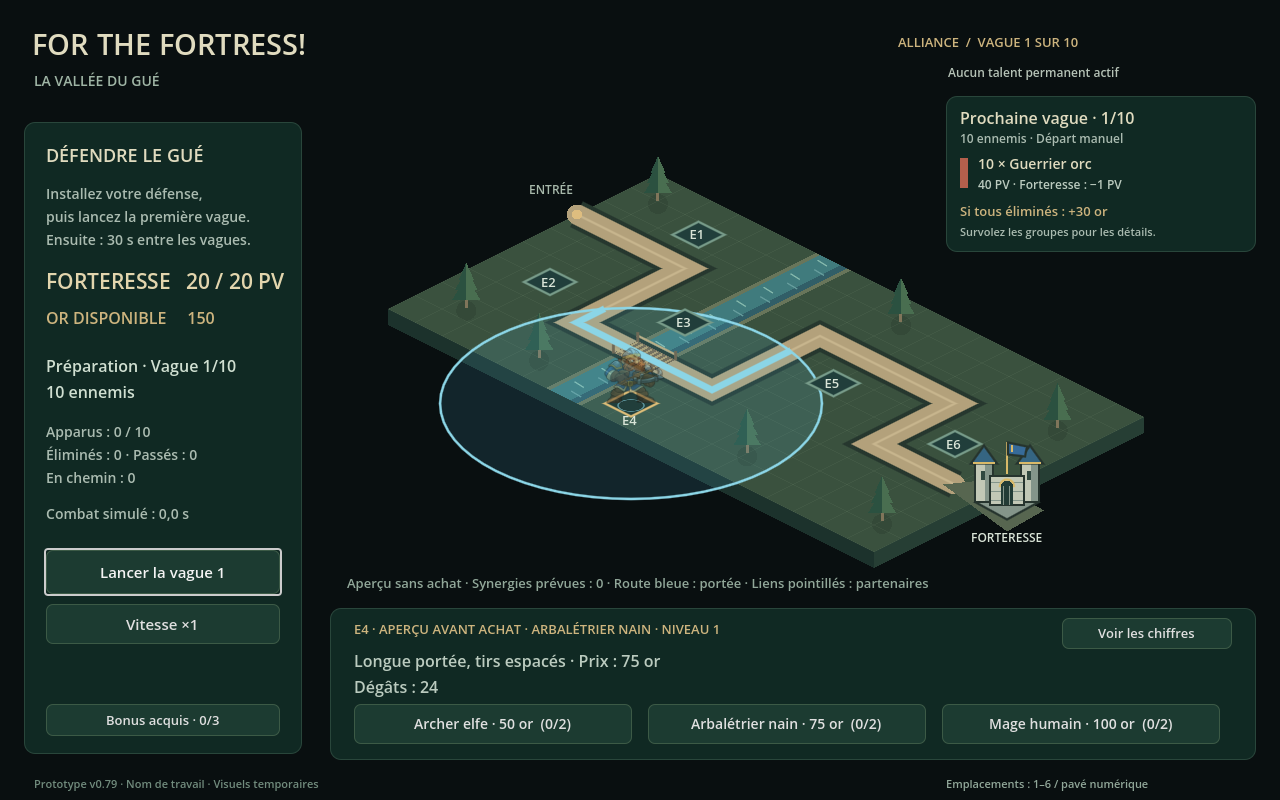 FOR THE FORTRESS!
LA VALLÉE DU GUÉ
ALLIANCE / VAGUE 1 SUR 10
Aucun talent permanent actif
Prochaine vague · 1/10
10 ennemis · Départ manuel
10 × Guerrier orc
40 PV · Forteresse : −1 PV
Si tous éliminés : +30 or
Survolez les groupes pour les détails.
DÉFENDRE LE GUÉ
Installez votre défense,
puis lancez la première vague.
Ensuite : 30 s entre les vagues.
FORTERESSE 20 / 20 PV
OR DISPONIBLE 150
Préparation · Vague 1/10
10 ennemis
Apparus : 0 / 10
Éliminés : 0 · Passés : 0
En chemin : 0
Combat simulé : 0,0 s
Lancer la vague 1
Vitesse ×1
Bonus acquis · 0/3
ENTRÉE
E1
E2
E3
E4
E5
E6
FORTERESSE
Aperçu sans achat · Synergies prévues : 0 · Route bleue : portée · Liens pointillés : partenaires
E4 · APERÇU AVANT ACHAT · ARBALÉTRIER NAIN · NIVEAU 1
Voir les chiffres
Longue portée, tirs espacés · Prix : 75 or
Dégâts : 24
Archer elfe · 50 or (0/2)
Arbalétrier nain · 75 or (0/2)
Mage humain · 100 or (0/2)
Prototype v0.79 · Nom de travail · Visuels temporaires
Emplacements : 1–6 / pavé numérique